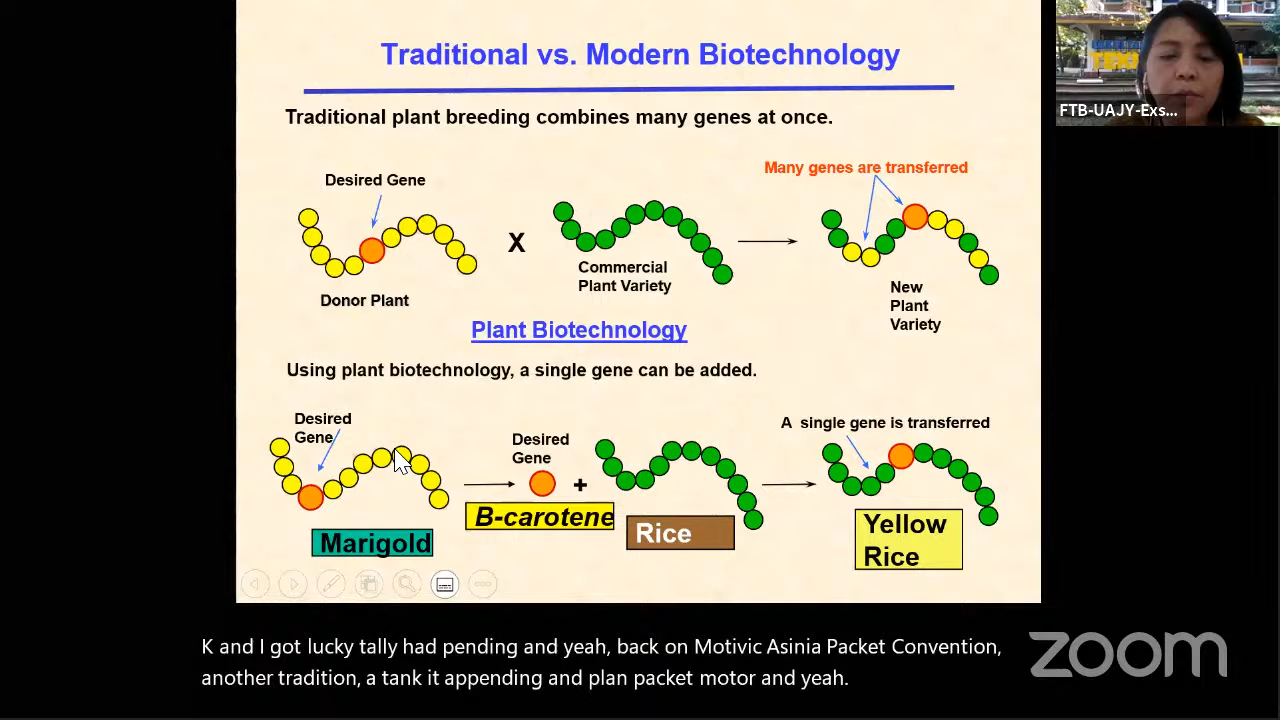 Traditional vs. Modern Biotechnology
FTB-UAJY-Exs...
Traditional plant breeding combines many genes at once.
Many genes are transferred
Desired Gene
X
Commercial
Plant Variety
Donor Plant
New
Plant
Variety
Plant Biotechnology
Using plant biotechnology, a single gene can be added.
Desired
Gene
Desired
Gene
A single gene is transferred
+
B-carotene
Rice
Marigold
Yellow
Rice
K and I got lucky tally had pending and yeah, back on Motivic Asinia Packet Convention,
another tradition, a tank it appending and plan packet motor and yeah.
zoom